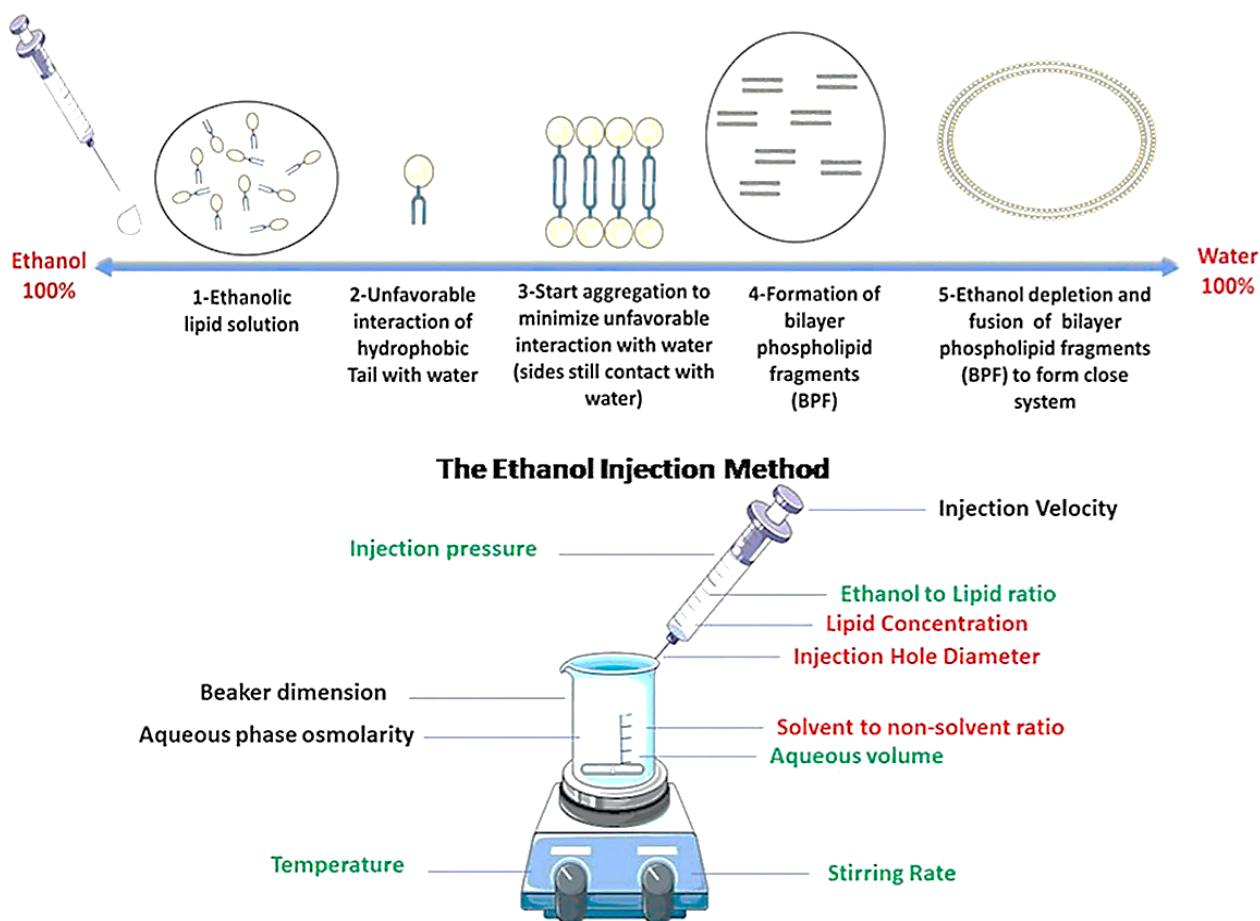 Ethanol
100%
Water
100%
1-Ethanolic
lipid solution
2-Unfavorable
interaction of
hydrophobic
Tail with water
3-Start aggregation to
minimize unfavorable
interaction with water
(sides still contact with
water)
4-Formation of
bilayer
phospholipid
fragments
(BPF)
5-Ethanol depletion and
fusion of bilayer
phospholipid fragments
(BPF) to form close
system
The Ethanol Injection Method
Injection Velocity
Injection pressure
Ethanol to Lipid ratio
Lipid Concentration
Injection Hole Diameter
Beaker dimension
Solvent to non-solvent ratio
Aqueous phase osmolarity
Aqueous volume
Temperature
Stirring Rate